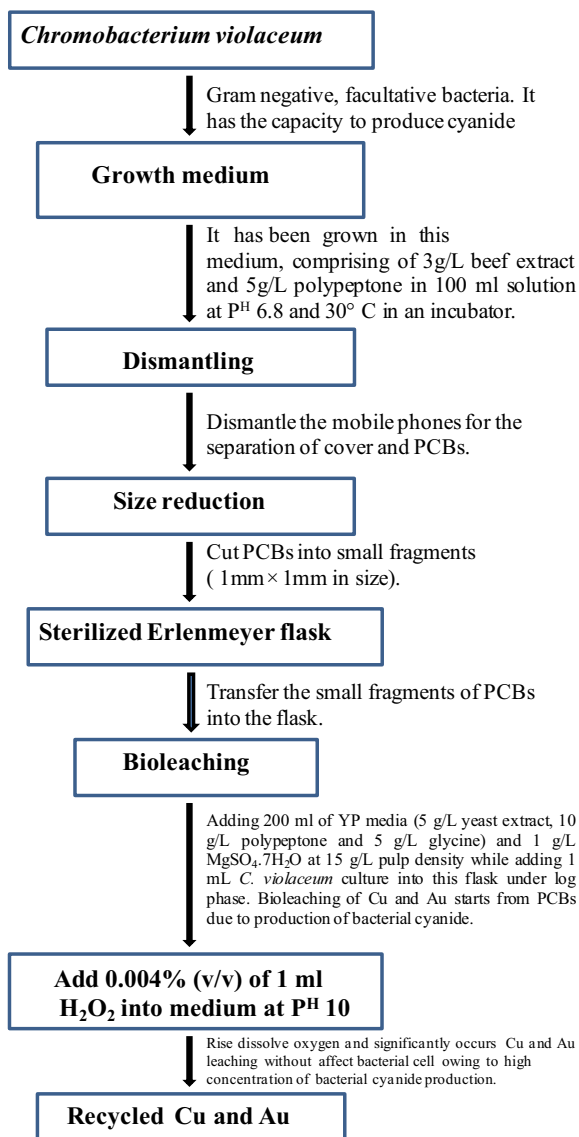 Chromobacterium violaceum
Gram negative, facultative bacteria. It
has the capacity to produce cyanide
Growth medium
It has been grown in this
medium, comprising of 3g/L beef extract
and 5g/L polypeptone in 100 ml solution
at Pᴴ 6.8 and 30° C in an incubator.
Dismantling
Dismantle the mobile phones for the
separation of cover and PCBs.
Size reduction
Cut PCBs into small fragments
( 1mm × 1mm in size).
Sterilized Erlenmeyer flask
Transfer the small fragments of PCBs
into the flask.
Bioleaching
Adding 200 ml of YP media (5 g/L yeast extract, 10
g/L polypeptone and 5 g/L glycine) and 1 g/L
MgSO₄.7H₂O at 15 g/L pulp density while adding 1
mL C. violaceum culture into this flask under log
phase. Bioleaching of Cu and Au starts from PCBs
due to production of bacterial cyanide.
Add 0.004% (v/v) of 1 ml
H₂O₂ into medium at Pᴴ 10
Rise dissolve oxygen and significantly occurs Cu and Au
leaching without affect bacterial cell owing to high
concentration of bacterial cyanide production.
Recycled Cu and Au